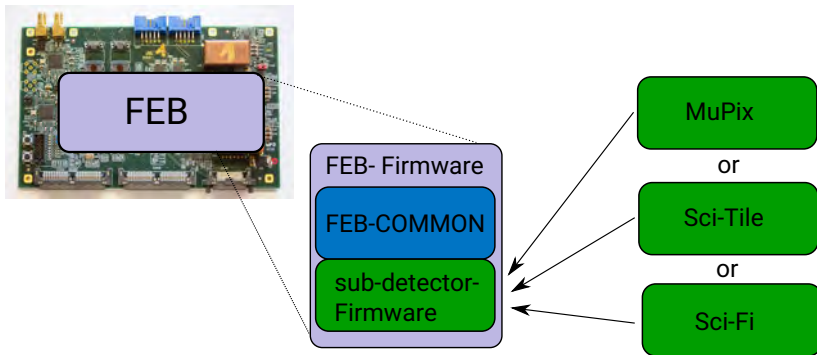 FEB
FEB- Firmware
FEB-COMMON
sub-detector-
Firmware
MuPix
or
Sci-Tile
or
Sci-Fi